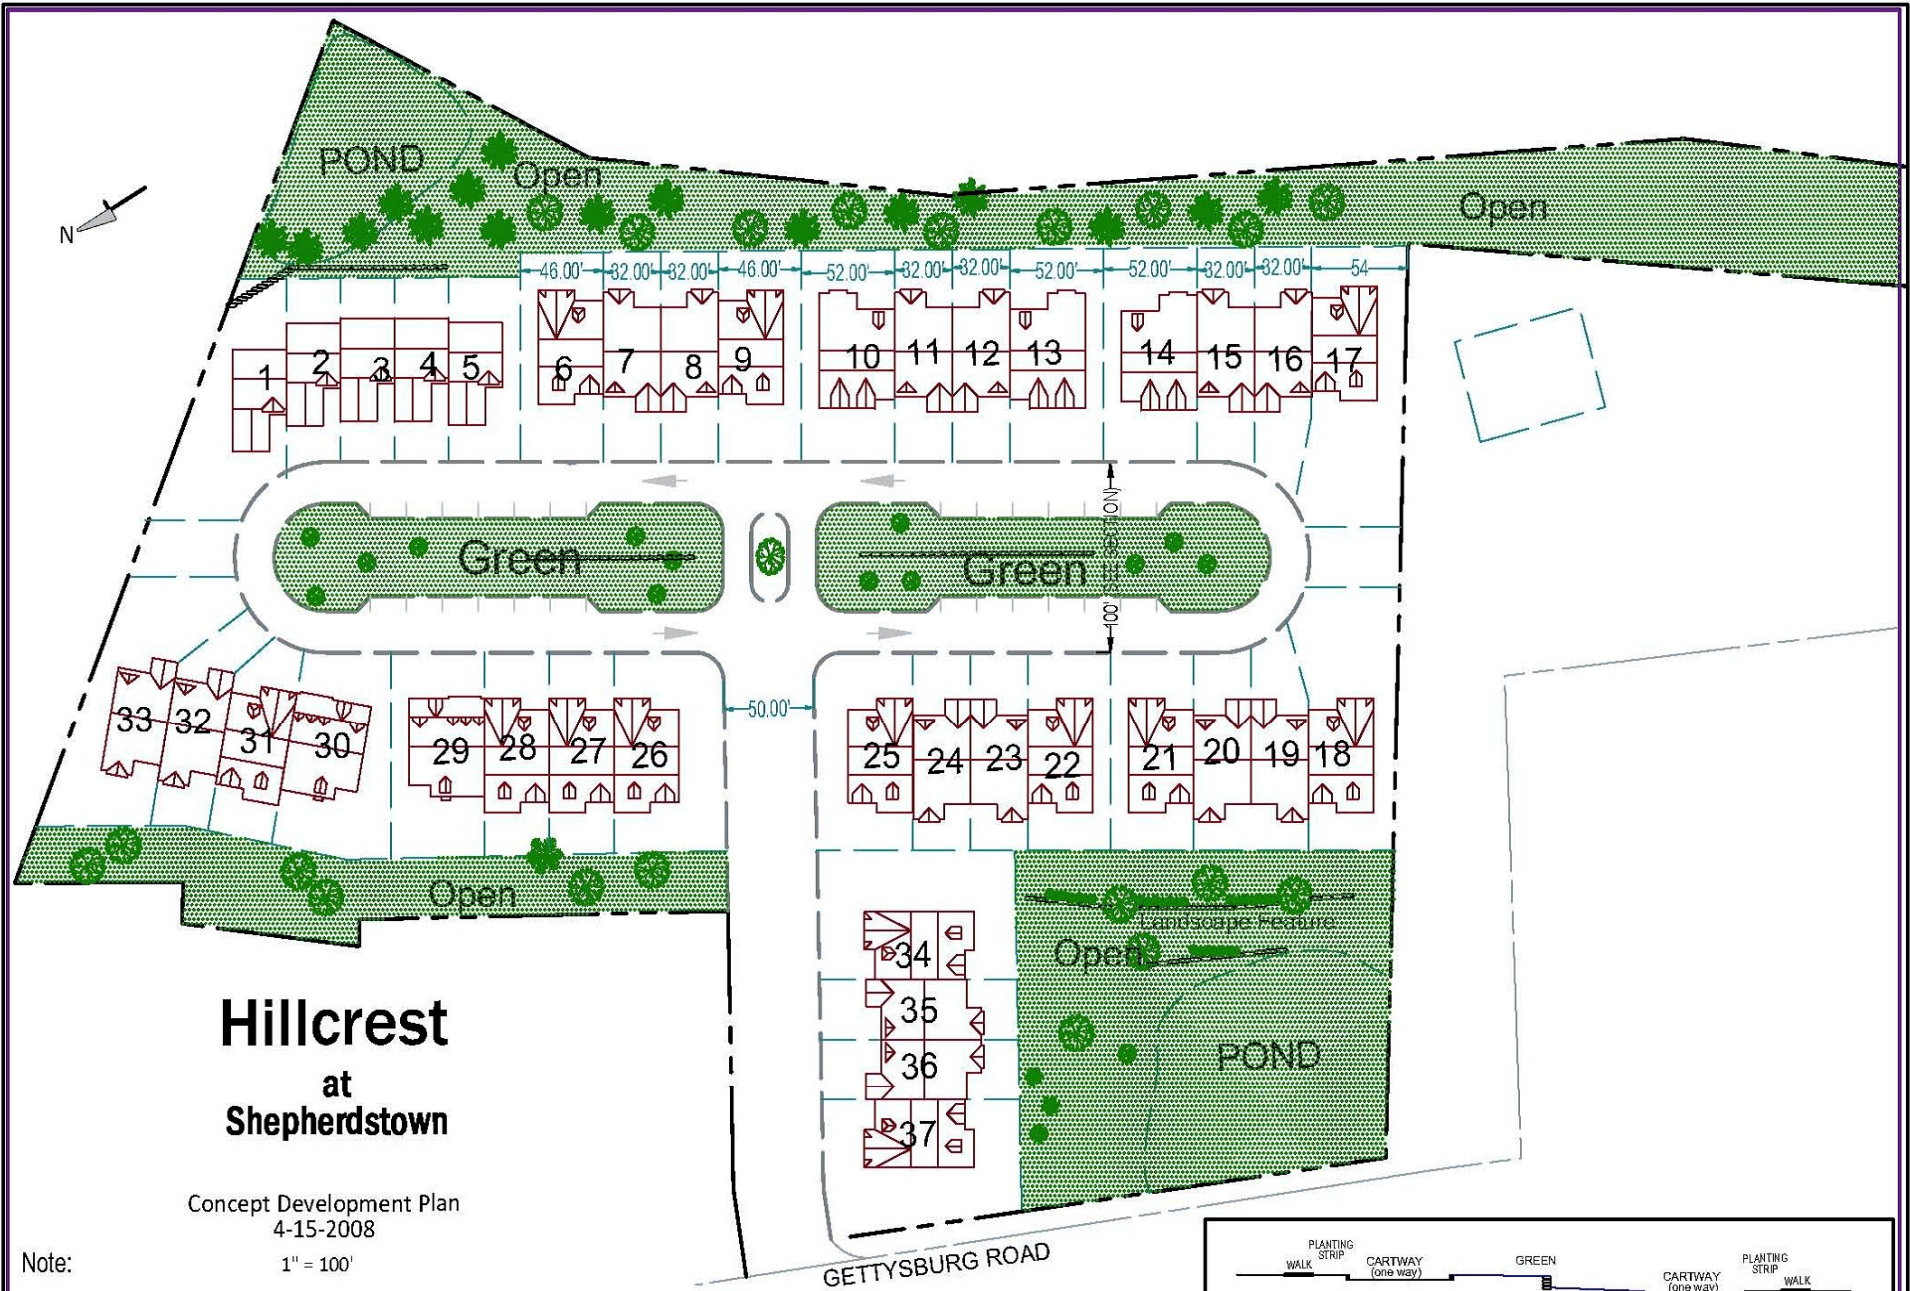 POND
Open
Open
N
46.00' 32.00' 32.00' 46.00' 52.00' 32.00' 32.00' 52.00' 52.00' 32.00' 32.00' 54
1 2 3 4 5 6 7 8 9 10 11 12 13 14 15 16 17
Green
Green
100' (SEE SECTION)
50.00'
33 32 31 30 29 28 27 26 25 24 23 22 21 20 19 18
Open
Landscape Feature
Open
34
35
36
37
POND
Hillcrest
at
Shepherdstown
Concept Development Plan
4-15-2008
Note:
1" = 100'
GETTYSBURG ROAD
PLANTING
STRIP
WALK
CARTWAY
(one way)
GREEN
CARTWAY
(one way)
PLANTING
STRIP
WALK